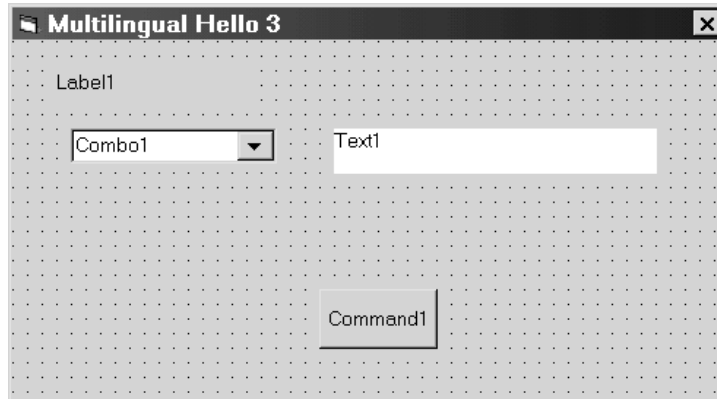 Multilingual Hello 3
Label1
Combo1
Text1
Command1